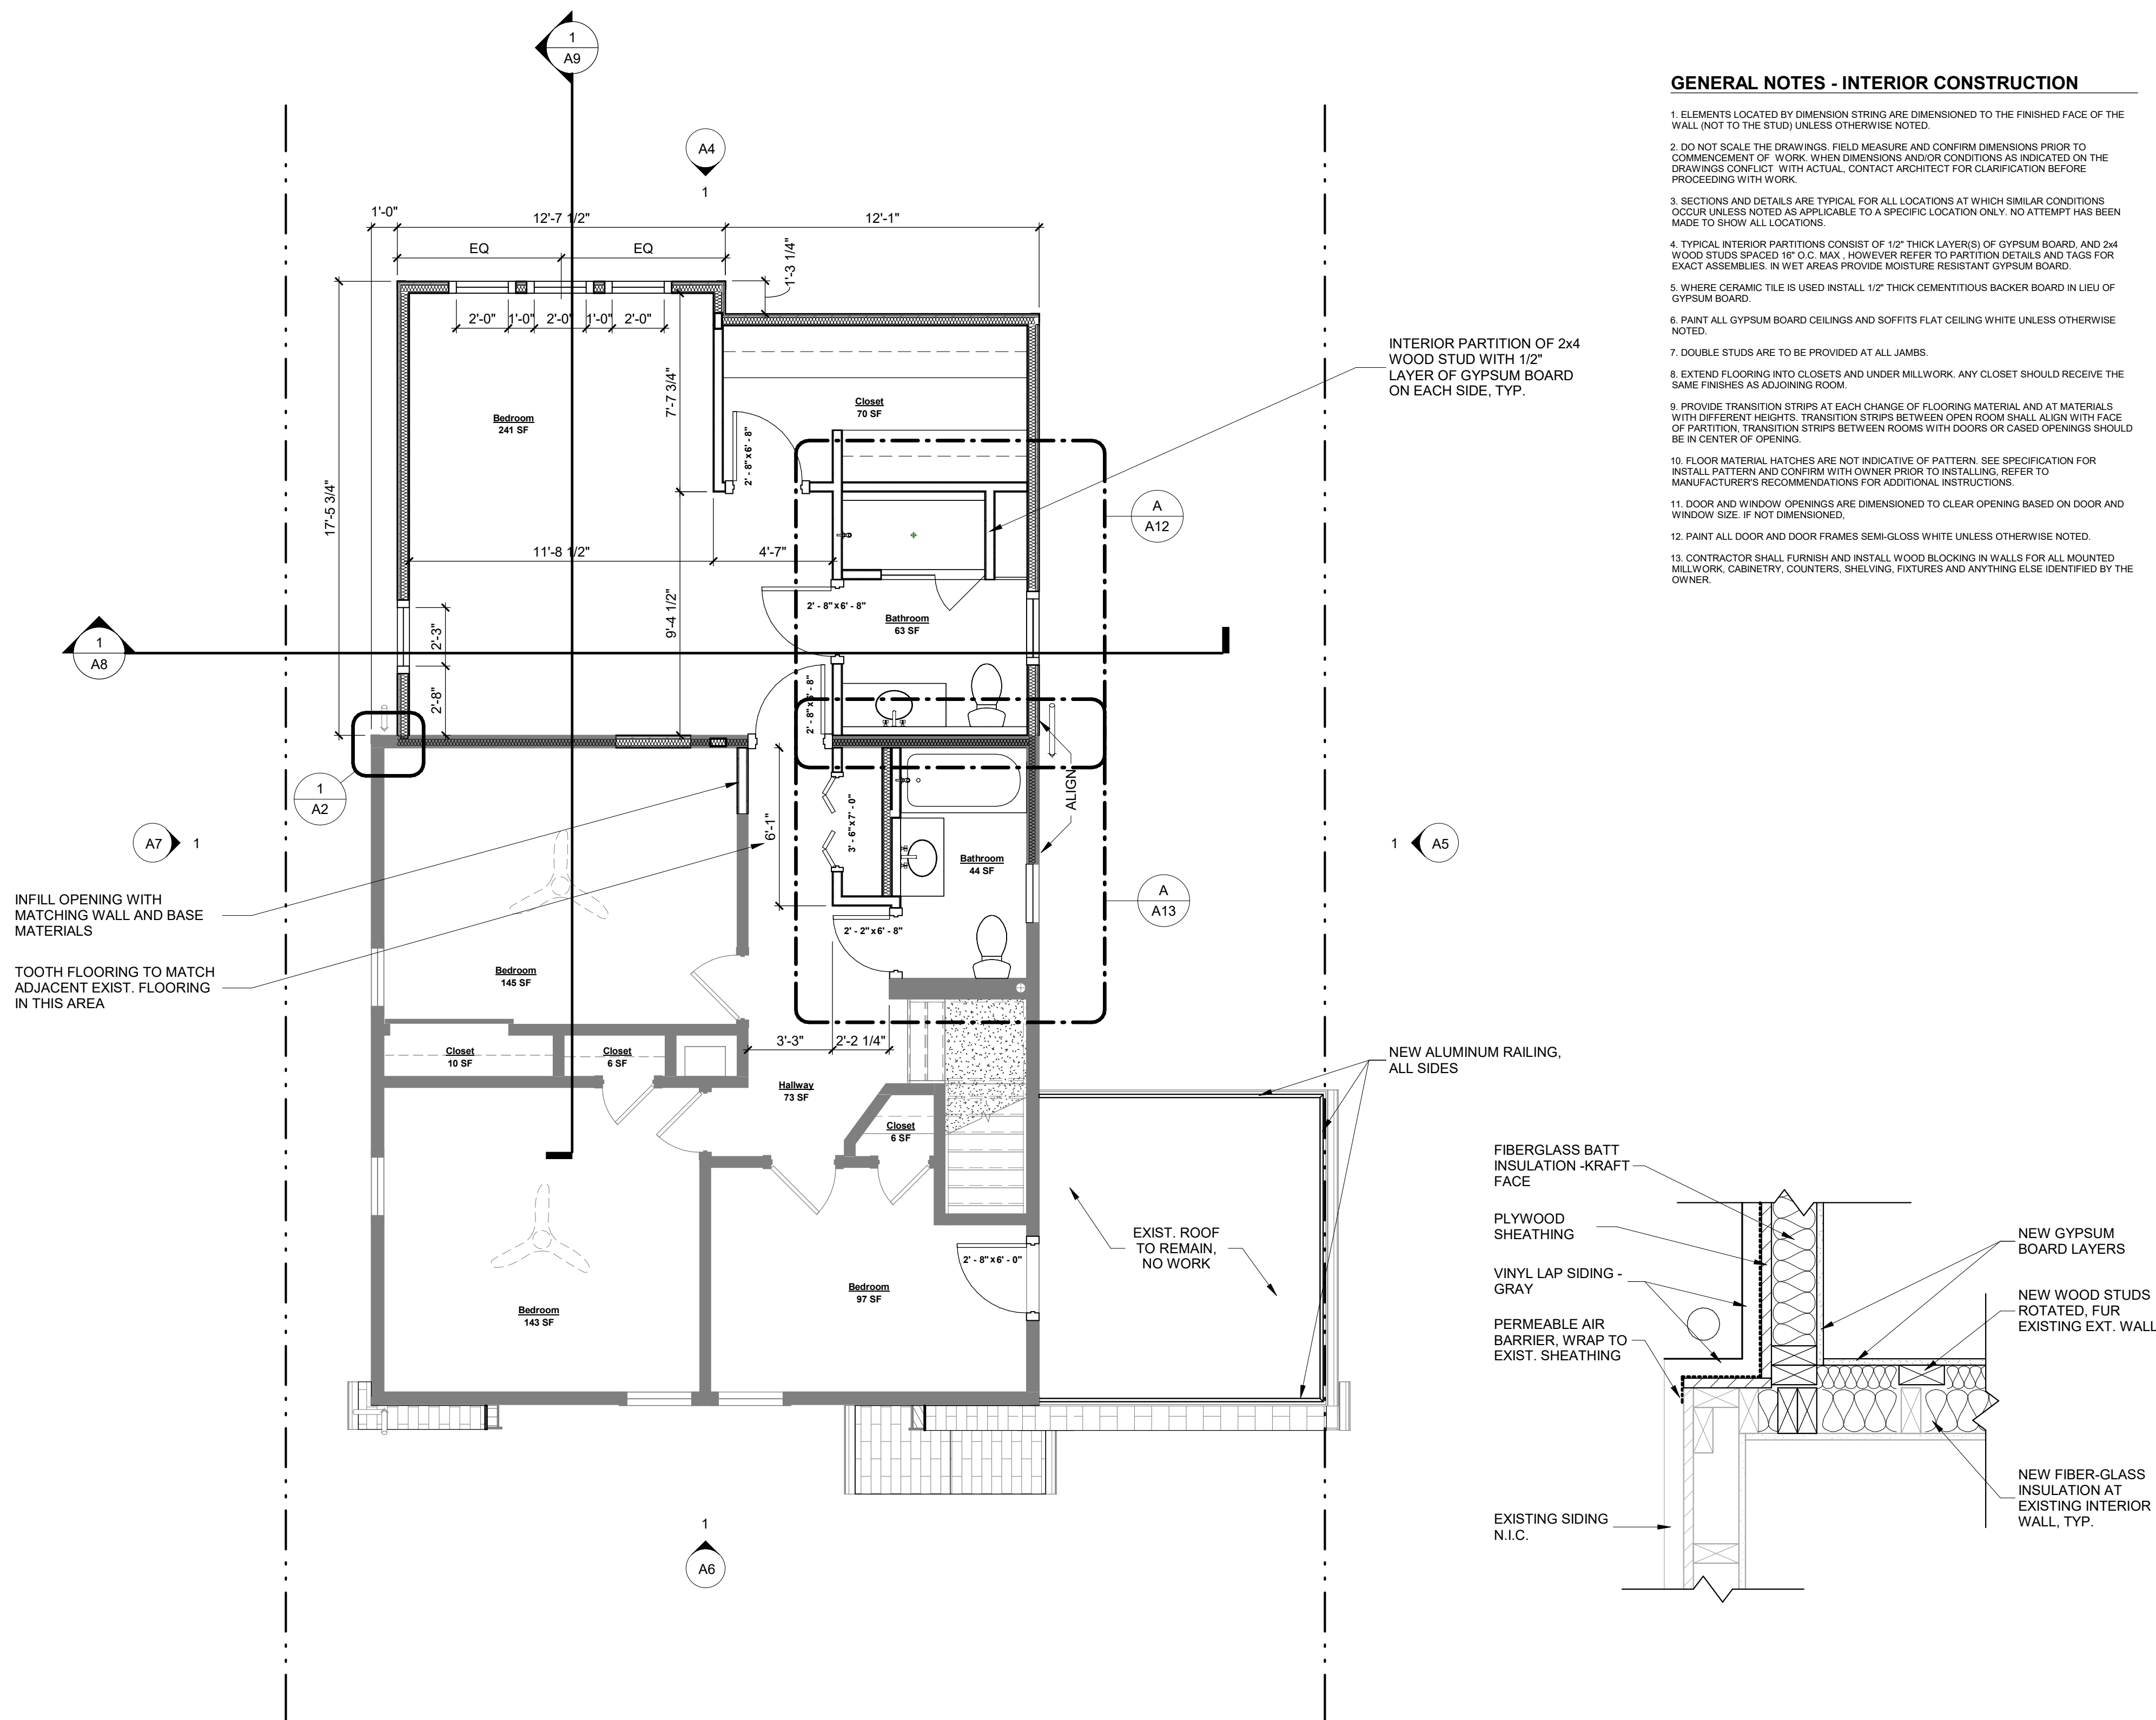 1
A9
A4
1
GENERAL NOTES - INTERIOR CONSTRUCTION
1. ELEMENTS LOCATED BY DIMENSION STRING ARE DIMENSIONED TO THE FINISHED FACE OF THE
WALL (NOT TO THE STUD) UNLESS OTHERWISE NOTED.
2. DO NOT SCALE THE DRAWINGS. FIELD MEASURE AND CONFIRM DIMENSIONS PRIOR TO
COMMENCEMENT OF WORK. WHEN DIMENSIONS AND/OR CONDITIONS AS INDICATED ON THE
DRAWINGS CONFLICT WITH ACTUAL, CONTACT ARCHITECT FOR CLARIFICATION BEFORE
PROCEEDING WITH WORK.
3. SECTIONS AND DETAILS ARE TYPICAL FOR ALL LOCATIONS AT WHICH SIMILAR CONDITIONS
OCCUR UNLESS NOTED AS APPLICABLE TO A SPECIFIC LOCATION ONLY. NO ATTEMPT HAS BEEN
MADE TO SHOW ALL LOCATIONS.
4. TYPICAL INTERIOR PARTITIONS CONSIST OF 1/2" THICK LAYER(S) OF GYPSUM BOARD, AND 2x4
WOOD STUDS SPACED 16" O.C. MAX , HOWEVER REFER TO PARTITION DETAILS AND TAGS FOR
EXACT ASSEMBLIES. IN WET AREAS PROVIDE MOISTURE RESISTANT GYPSUM BOARD.
5. WHERE CERAMIC TILE IS USED INSTALL 1/2" THICK CEMENTITIOUS BACKER BOARD IN LIEU OF
GYPSUM BOARD.
6. PAINT ALL GYPSUM BOARD CEILINGS AND SOFFITS FLAT CEILING WHITE UNLESS OTHERWISE
NOTED.
7. DOUBLE STUDS ARE TO BE PROVIDED AT ALL JAMBS.
8. EXTEND FLOORING INTO CLOSETS AND UNDER MILLWORK. ANY CLOSET SHOULD RECEIVE THE
SAME FINISHES AS ADJOINING ROOM.
9. PROVIDE TRANSITION STRIPS AT EACH CHANGE OF FLOORING MATERIAL AND AT MATERIALS
WITH DIFFERENT HEIGHTS. TRANSITION STRIPS BETWEEN OPEN ROOM SHALL ALIGN WITH FACE
OF PARTITION, TRANSITION STRIPS BETWEEN ROOMS WITH DOORS OR CASED OPENINGS SHOULD
BE IN CENTER OF OPENING.
10. FLOOR MATERIAL HATCHES ARE NOT INDICATIVE OF PATTERN. SEE SPECIFICATION FOR
INSTALL PATTERN AND CONFIRM WITH OWNER PRIOR TO INSTALLING, REFER TO
MANUFACTURER'S RECOMMENDATIONS FOR ADDITIONAL INSTRUCTIONS.
11. DOOR AND WINDOW OPENINGS ARE DIMENSIONED TO CLEAR OPENING BASED ON DOOR AND
WINDOW SIZE. IF NOT DIMENSIONED,
12. PAINT ALL DOOR AND DOOR FRAMES SEMI-GLOSS WHITE UNLESS OTHERWISE NOTED.
13. CONTRACTOR SHALL FURNISH AND INSTALL WOOD BLOCKING IN WALLS FOR ALL MOUNTED
MILLWORK, CABINETRY, COUNTERS, SHELVING, FIXTURES AND ANYTHING ELSE IDENTIFIED BY THE
OWNER.
1'-0"
12'-7 1/2"
12'-1"
EQ
EQ
1'-3 1/4"
2'-0"
1'-0"
2'-0"
1'-0"
2'-0"
INTERIOR PARTITION OF 2x4
WOOD STUD WITH 1/2"
LAYER OF GYPSUM BOARD
ON EACH SIDE, TYP.
7'-7 3/4"
Closet
70 SF
Bedroom
241 SF
2' - 8" x 6' - 8"
17'-5 3/4"
A
A12
11'-8 1/2"
4'-7"
2' - 8" x 6' - 8"
Bathroom
63 SF
9'-4 1/2"
2'-3"
1
A8
2'-8"
2' - 8" x 6' - 8"
1
A2
ALIGN
6'-1"
3' - 6" x 7' - 0"
A7
1
1
A5
Bathroom
44 SF
A
A13
INFILL OPENING WITH
MATCHING WALL AND BASE
MATERIALS
2' - 2" x 6' - 8"
TOOTH FLOORING TO MATCH
ADJACENT EXIST. FLOORING
IN THIS AREA
Bedroom
145 SF
3'-3"
2'-2 1/4"
Closet
10 SF
Closet
6 SF
NEW ALUMINUM RAILING,
ALL SIDES
Hallway
73 SF
Closet
6 SF
EXIST. ROOF
TO REMAIN,
NO WORK
2' - 8" x 6' - 0"
Bedroom
97 SF
Bedroom
143 SF
FIBERGLASS BATT
INSULATION -KRAFT
FACE
PLYWOOD
SHEATHING
VINYL LAP SIDING -
GRAY
PERMEABLE AIR
BARRIER, WRAP TO
EXIST. SHEATHING
EXISTING SIDING
N.I.C.
NEW GYPSUM
BOARD LAYERS
NEW WOOD STUDS
ROTATED, FUR
EXISTING EXT. WALL
NEW FIBER-GLASS
INSULATION AT
EXISTING INTERIOR
WALL, TYP.
1
A6